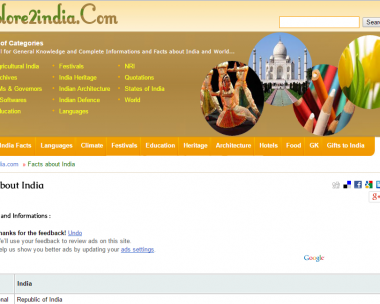 plore2india.Com
Search
of Categories
l for General Knowledge and Complete Informations and Facts about India and World...
gricultural India
Festivals
NRI
rchives
India Heritage
Quotations
Ms & Governers
Indian Architecture
States of India
Softwares
Indian Defence
World
ducation
Languages
India Facts
Languages
Climate
Festivals
Education
Heritage
Architecture
Hotels
Food
GK
Gifts to India
dia.com » Facts about India
about India
and Informations :
hanks for the feedback! Undo
We'll use your feedback to review ads on this site
elp us show you better ads by updating your ads settings.
Google
India
onal
Republic of India